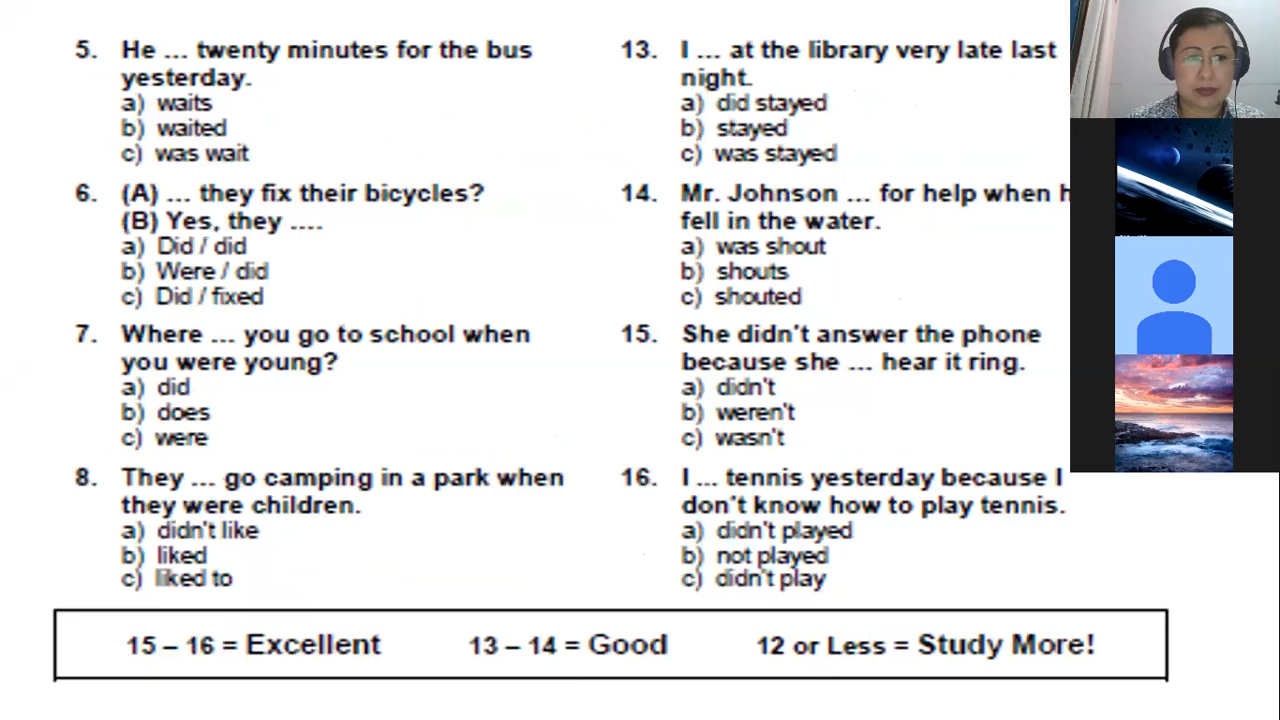 5. He ... twenty minutes for the bus
yesterday.
a) waits
b) waited
c) was wait
6. (A) ... they fix their bicycles?
(B) Yes, they ....
a) Did / did
b) Were / did
c) Did / fixed
7. Where ... you go to school when
you were young?
a) did
b) does
c) were
8. They ... go camping in a park when
they were children.
a) didn't like
b) liked
c) liked to
13. I ... at the library very late last
night.
a) did stayed
b) stayed
c) was stayed
14. Mr. Johnson ... for help when
fell in the water.
a) was shout
b) shouts
c) shouted
15. She didn't answer the phone
because she ... hear it ring.
a) didn't
b) weren't
c) wasn't
16. I ... tennis yesterday because I
don't know how to play tennis.
a) didn't played
b) not played
c) didn't play
15 – 16 = Excellent 13 – 14 = Good 12 or Less = Study More!